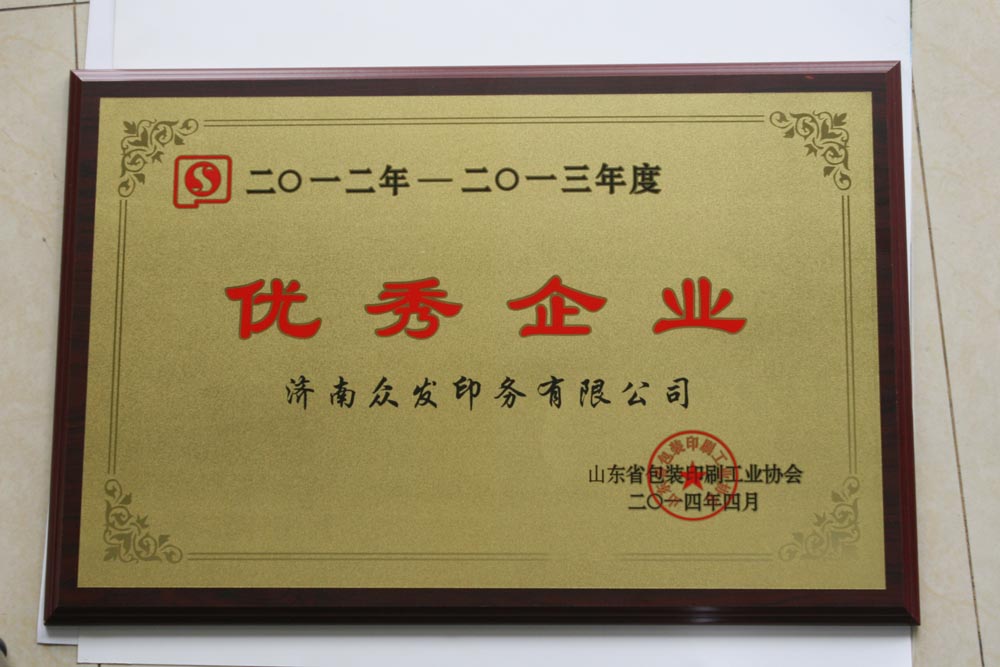 二〇一二年—二〇一三年度
优秀企业
济南众发印务有限公司
山东省包装印刷工业协会
二〇一四年四月